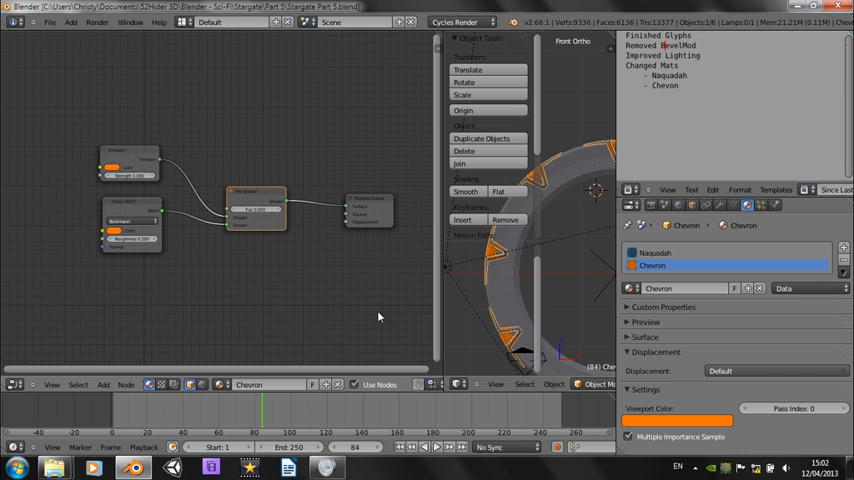 Blender [C:\Users\Christy\Documents\52Hider 3D\Blender - Sci-Fi\Stargate Part 5\Stargate Part 5.blend]
File Add Render Window Help Default Scene Cycles Render v2.66.1 | Verts:9336 | Faces:6136 | Tris:13377 | Objects:1/6 | Lamps:0/1 | Mem:21.21M (0.11M) | Chevron
Finished Glyphs
Removed BevelMod
Improved Lighting
Changed Mats
- Naquadah
- Chevon
Emission
Emission
Color
Strength 1.000
Glossy BSDF
BSDF
Beckmann
Color
Roughness 0.200
Normal
Mix Shader
Shader
Fac 0.500
Shader
Shader
Material Output
Surface
Volume
Displacement
Object Tools
Transform:
Translate
Rotate
Scale
Origin
Object:
Duplicate Objects
Delete
Join
Shading:
Smooth Flat
Keyframes:
Insert Remove
Motion Paths:
Front Ortho
View Text Edit Format Templates Since Last
Chevron Chevron
Naquadah
Chevron
Chevron F Data
Custom Properties
Preview
Surface
Displacement
Displacement: Default
Settings
Viewport Color: Pass Index: 0
Multiple Importance Sample
View Select Add Node Chevron F Use Nodes
View Select Object Object Mo
-40 -20 0 20 40 60 80 100 120 140 160 180 200 220 240 260
View Marker Frame Playback Start: 1 End: 250 84 No Sync
EN 15:02
12/04/2013